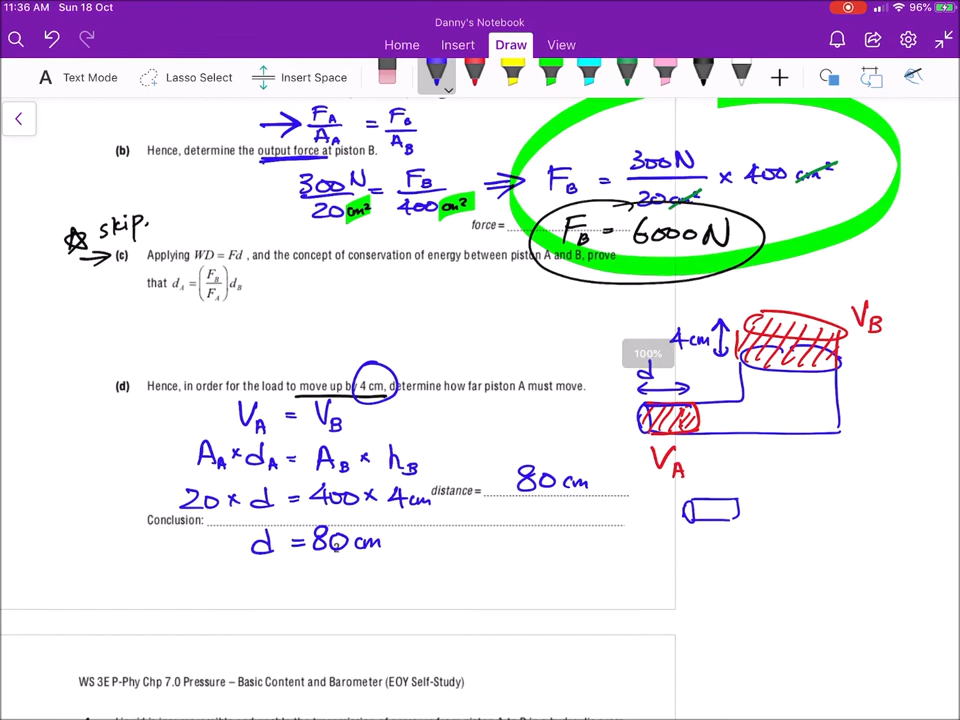 11:36 AM Sun 18 Oct
96%
Danny's Notebook
Home Insert Draw View
A Text Mode Lasso Select Insert Space
→ F_A/A_A = F_B/A_B
(b) Hence, determine the output force at piston B.
300N/20cm² = F_B/400cm² ⇒ F_B = 300N/20cm² × 400 cm²
force =
F_B = 6000N
☆ skip.
→ (c) Applying WD = Fd , and the concept of conservation of energy between piston A and B, prove
that d_A = (F_B/F_A) d_B
V_B
4cm
100%
d
(d) Hence, in order for the load to move up by 4 cm, determine how far piston A must move.
V_A = V_B
A_A × d_A = A_B × h_B
V_A
20 × d = 400 × 4cm
distance = 80 cm
Conclusion:
d = 80 cm
WS 3E P-Phy Chp 7.0 Pressure – Basic Content and Barometer (EOY Self-Study)